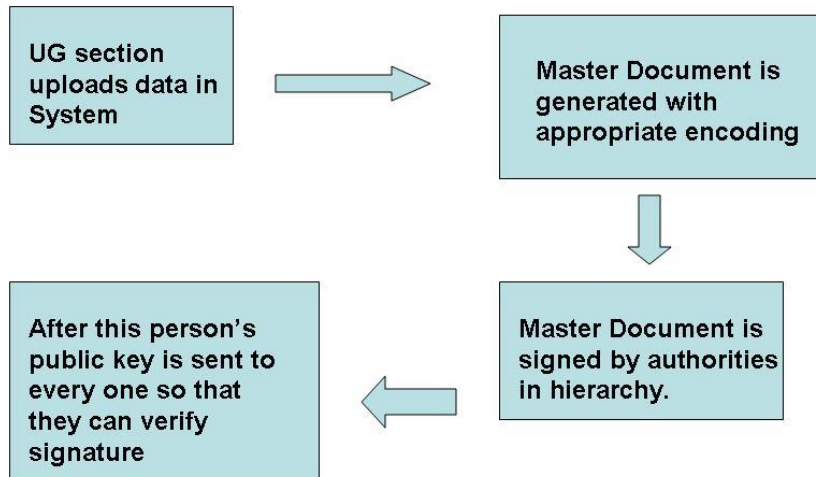 UG section
uploads data in
System
Master Document is
generated with
appropriate encoding
Master Document is
signed by authorities
in hierarchy.
After this person's
public key is sent to
every one so that
they can verify
signature